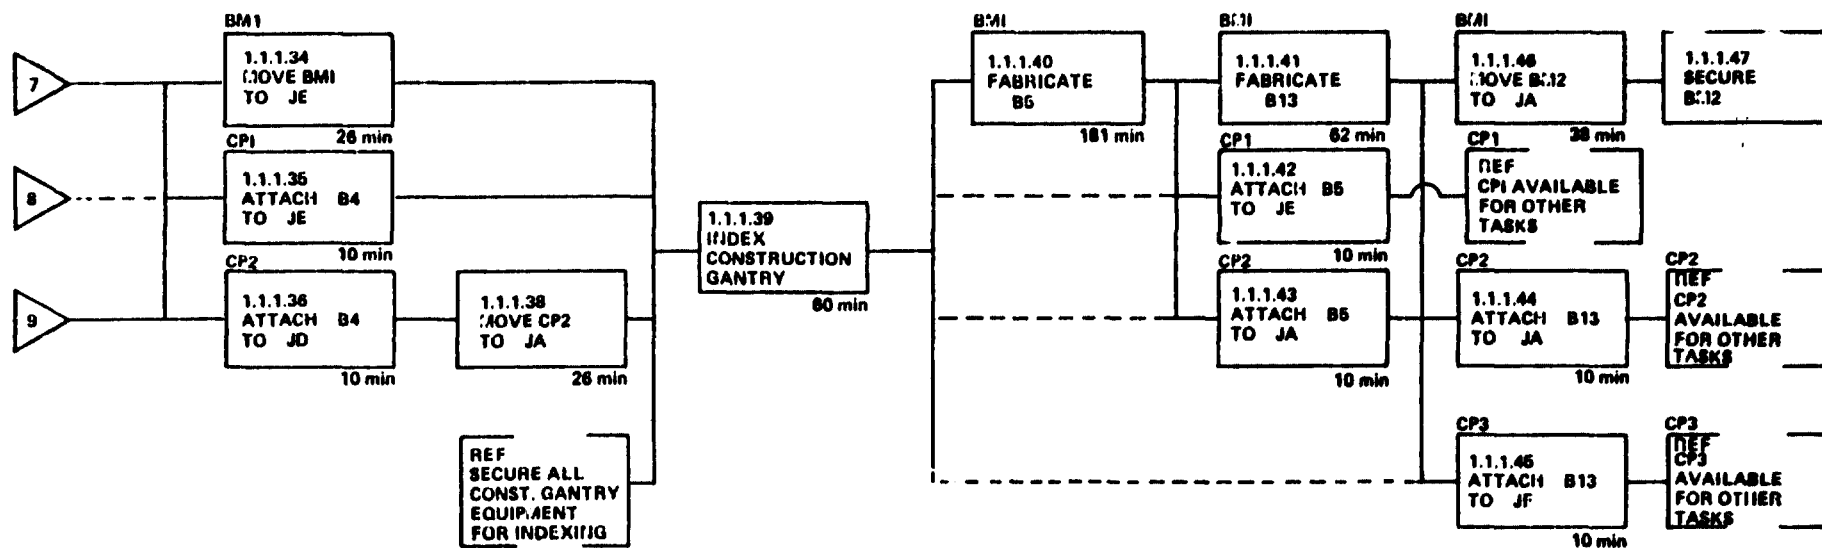 7
8
9
BM1
1.1.1.34
MOVE BMI
TO JE
26 min
CPI
1.1.1.35
ATTACH B4
TO JE
10 min
CP2
1.1.1.36
ATTACH B4
TO JD
10 min
1.1.1.38
MOVE CP2
TO JA
26 min
REF
SECURE ALL
CONST. GANTRY
EQUIPMENT
FOR INDEXING
1.1.1.39
INDEX
CONSTRUCTION
GANTRY
60 min
BMI
1.1.1.40
FABRICATE
B5
181 min
BMI
1.1.1.41
FABRICATE
B13
62 min
CP1
1.1.1.42
ATTACH B5
TO JE
10 min
CP2
1.1.1.43
ATTACH B5
TO JA
10 min
BMI
1.1.1.46
MOVE BM2
TO JA
38 min
CP1
REF
CPI AVAILABLE
FOR OTHER
TASKS
1.1.1.44
ATTACH B13
TO JA
10 min
CP3
1.1.1.45
ATTACH B13
TO JF
10 min
1.1.1.47
SECURE
BM2
CP2
REF
CP2
AVAILABLE
FOR OTHER
TASKS
CP3
REF
CP3
AVAILABLE
FOR OTHER
TASKS